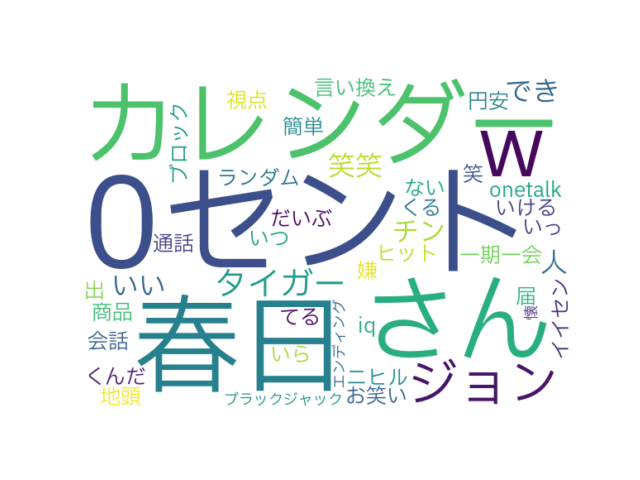 カレンダー
言い換え
視点
円安
でき
ブロック
簡単
w
笑笑
笑
ランダム
ない
onetalk
0セント
だいぶ
くる
いける
通話
いつ
チン
いっ
ヒット
一期一会
人
嫌
タイガー
いい
出
春日
さん
届
イイセン
商品
てる
エンディング
懐
会話
いら
iq
くんだ
ニヒル
ジョン
地頭
ブラックジャック
お笑い